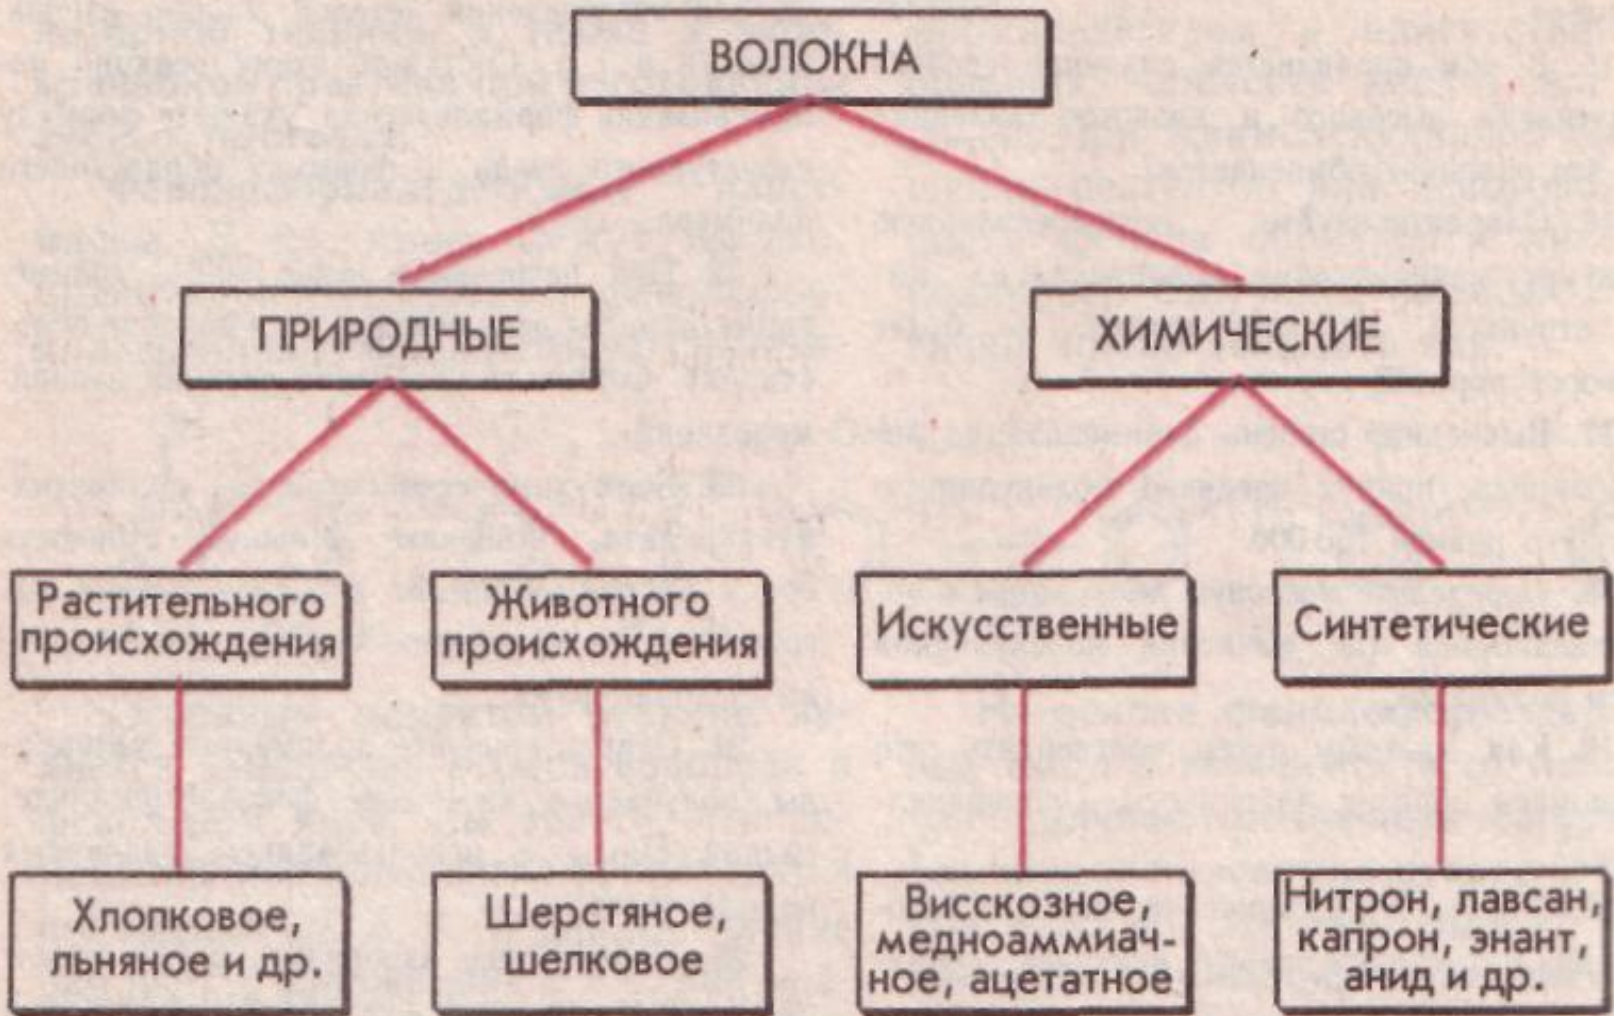 ВОЛОКНА
ПРИРОДНЫЕ
ХИМИЧЕСКИЕ
Растительного
происхождения
Животного
происхождения
Искусственные
Синтетические
Хлопковое,
льняное и др.
Шерстяное,
шелковое
Висскозное,
медноаммиач-
ное, ацетатное
Нитрон, лавсан,
капрон, энант,
анид и др.